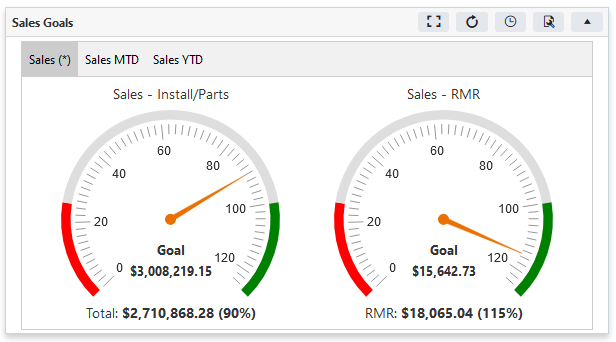 Sales Goals
Sales (*) Sales MTD Sales YTD
Sales - Install/Parts
0
20
40
60
80
100
120
Goal
$3,008,219.15
Total: $2,710,868.28 (90%)
Sales - RMR
0
20
40
60
80
100
120
Goal
$15,642.73
RMR: $18,065.04 (115%)